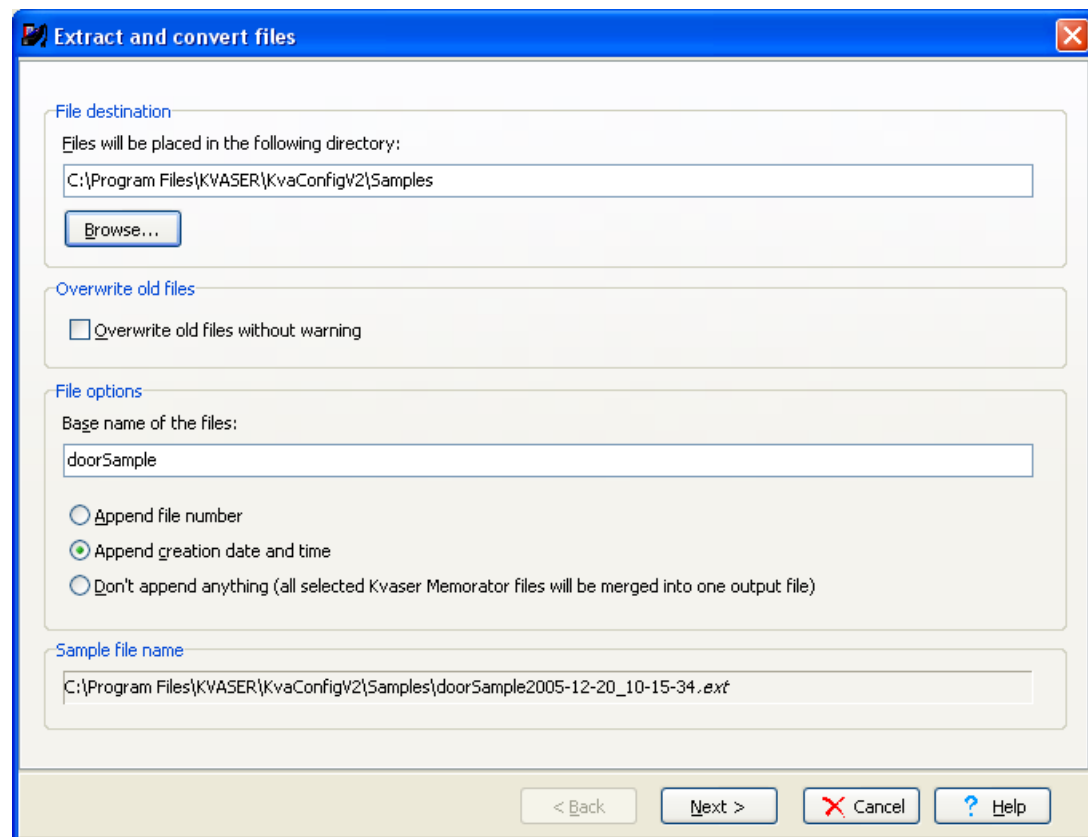 Extract and convert files
File destination
Files will be placed in the following directory:
C:\Program Files\KVASER\KvaConfigV2\Samples
Browse...
Overwrite old files
Overwrite old files without warning
File options
Base name of the files:
doorSample
Append file number
Append creation date and time
Don't append anything (all selected Kvaser Memorator files will be merged into one output file)
Sample file name
C:\Program Files\KVASER\KvaConfigV2\Samples\doorSample2005-12-20_10-15-34.ext
< Back Next > Cancel ? Help